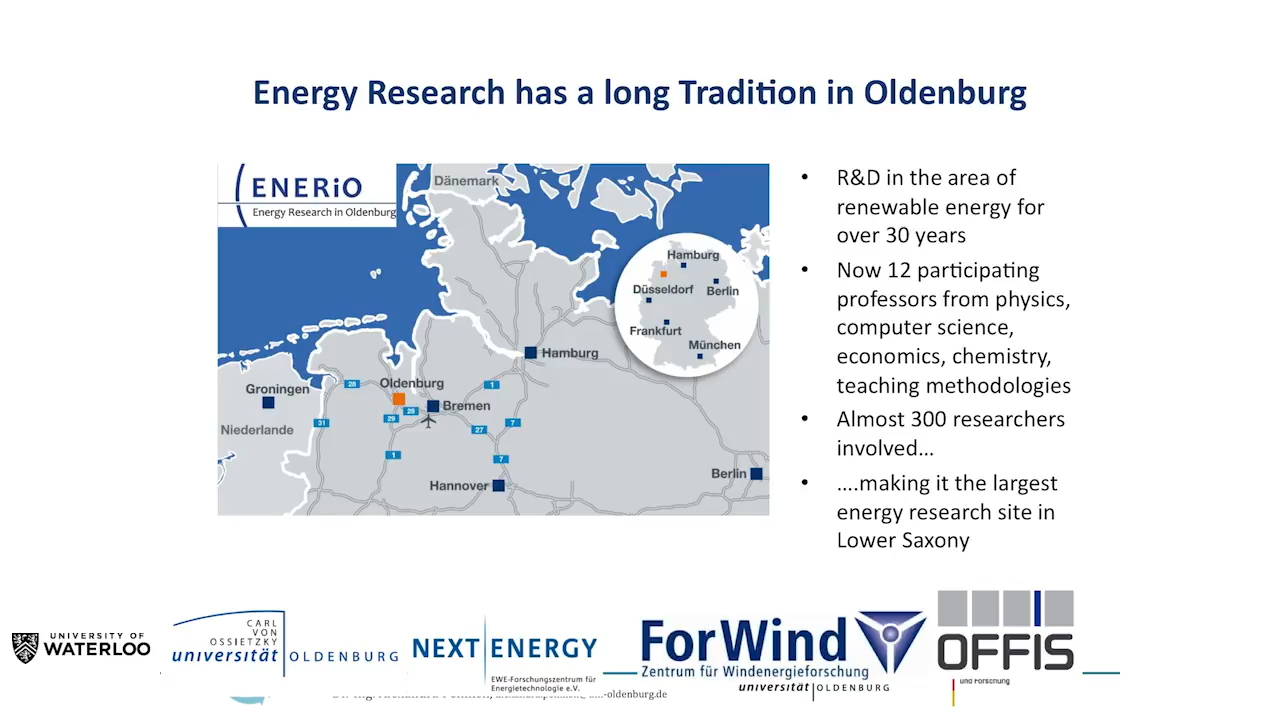 Energy Research has a long Tradition in Oldenburg
ENERiO
Energy Research in Oldenburg
Dänemark
Hamburg
Düsseldorf
Berlin
Frankfurt
München
Hamburg
Groningen
28
Oldenburg
1
Bremen
28
29
31
27
7
Niederlande
1
7
Hannover
Berlin
• R&D in the area of
renewable energy for
over 30 years
• Now 12 participating
professors from physics,
computer science,
economics, chemistry,
teaching methodologies
• Almost 300 researchers
involved…
• ….making it the largest
energy research site in
Lower Saxony
UNIVERSITY OF
WATERLOO
CARL
VON
OSSIETZKY
universität OLDENBURG
NEXT ENERGY
EWE-Forschungszentrum für
Energietechnologie e.V.
ForWind
Zentrum für Windenergieforschung
universität OLDENBURG
OFFIS
und Forschung
oldenburg.de